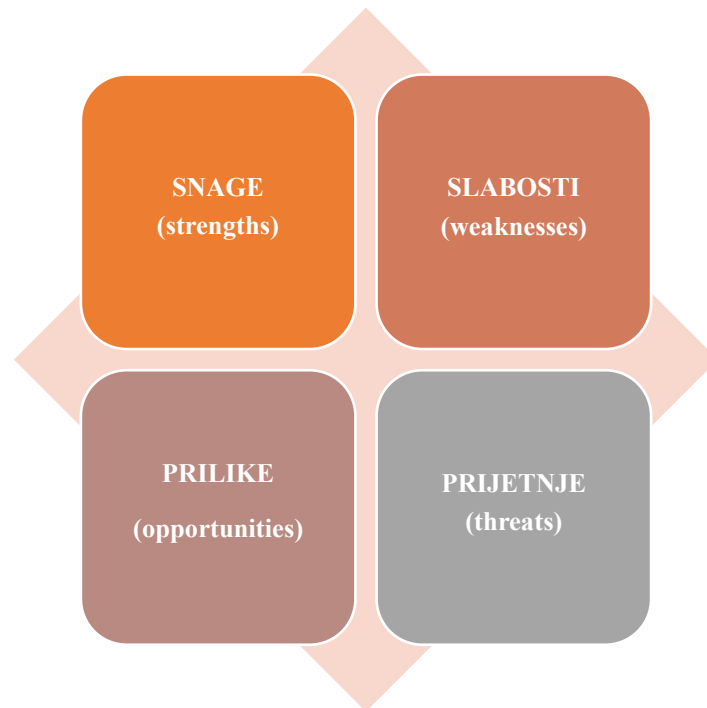 SNAGE
(strengths)
SLABOSTI
(weaknesses)
PRILIKE
(opportunities)
PRIJETNJE
(threats)